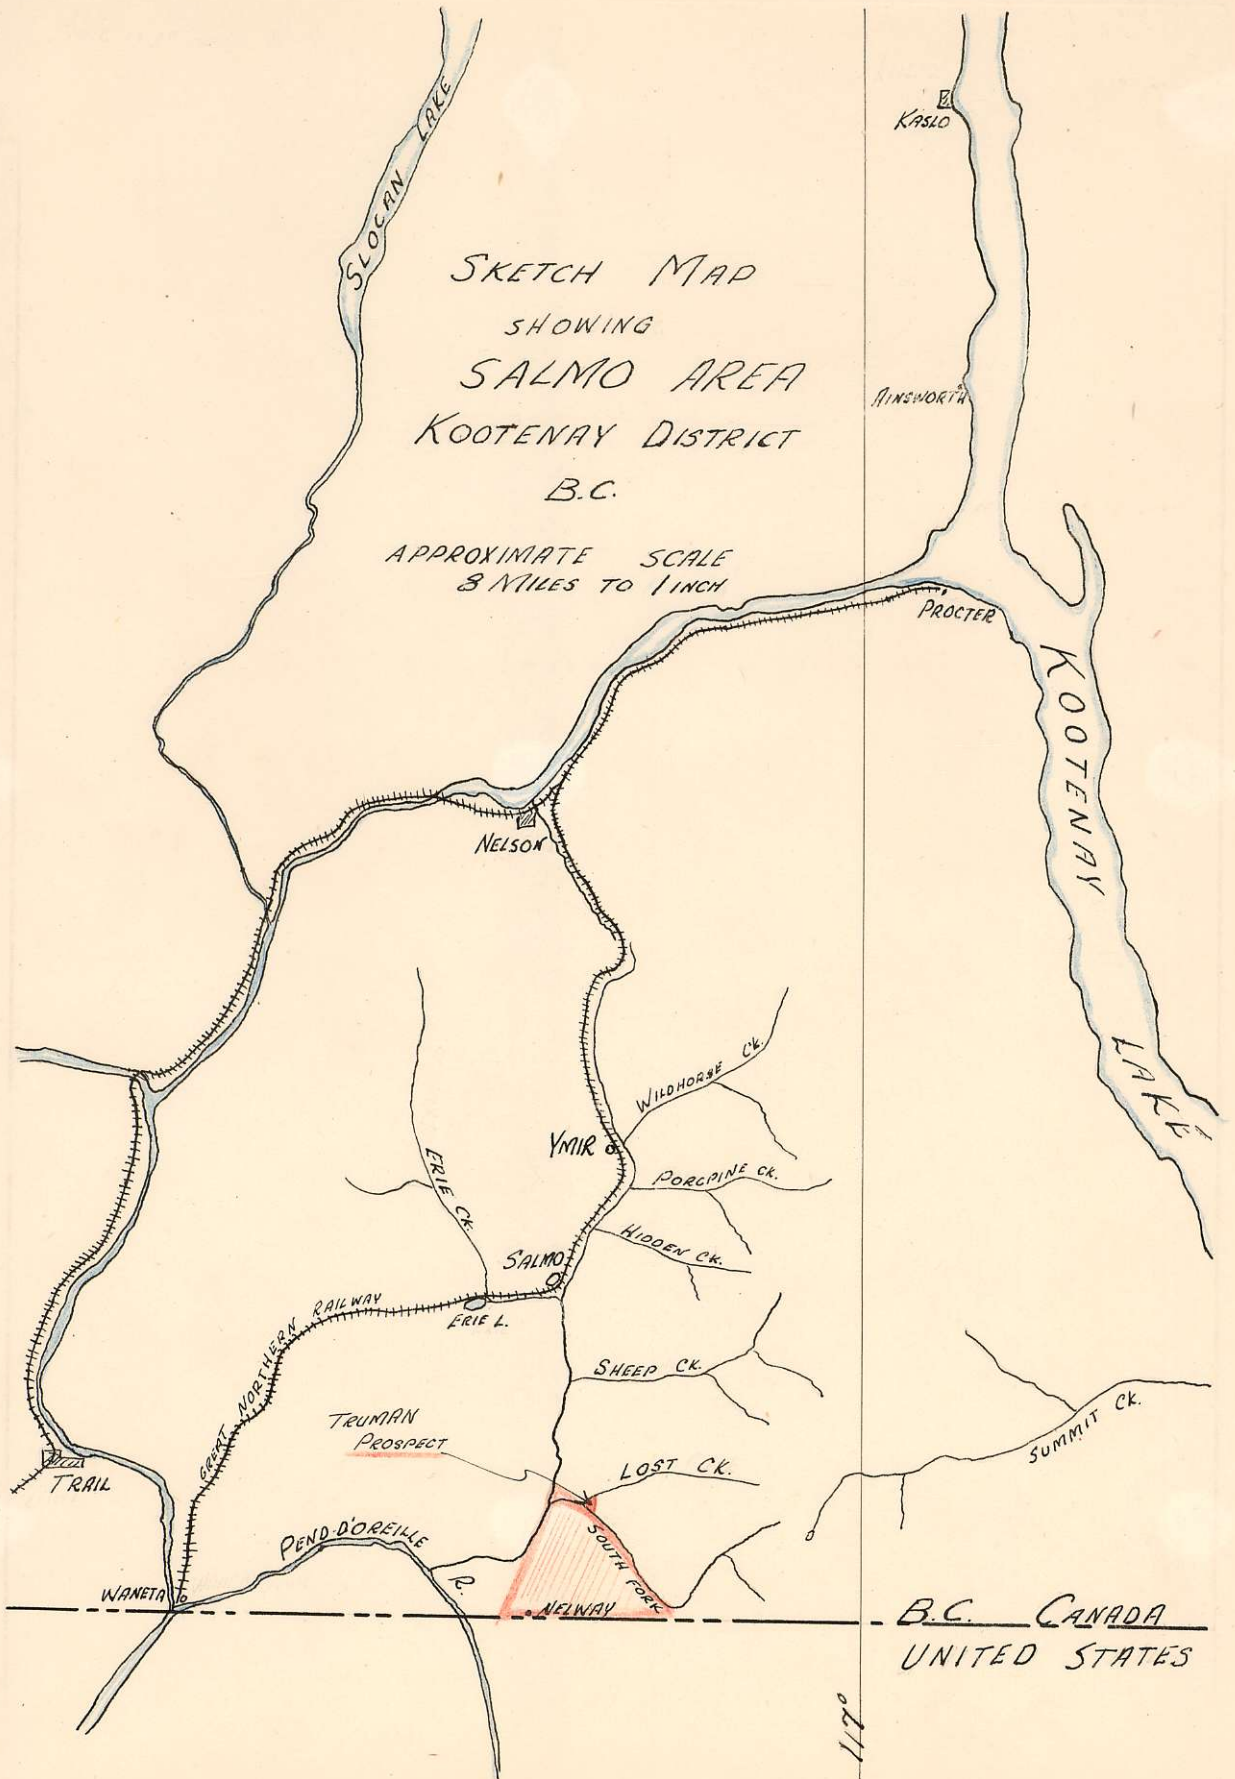 SLOCAN LAKE
KASLO
SKETCH MAP
SHOWING
SALMO AREA
KOOTENAY DISTRICT
B.C.
APPROXIMATE SCALE
8 MILES TO 1 INCH
AINSWORTH
PROCTER
KOOTENAY LAKE
NELSON
WILDHORSE CK.
YMIR
PORCPINE CK.
ERIE CK.
HIDDEN CK.
SALMO
GREAT NORTHERN RAILWAY
ERIE L.
SHEEP CK.
SUMMIT CK.
TRUMAN
PROSPECT
LOST CK.
TRAIL
SOUTH FORK
PEND-D'OREILLE R.
WANETA
NELWAY
B.C. CANADA
UNITED STATES
117°